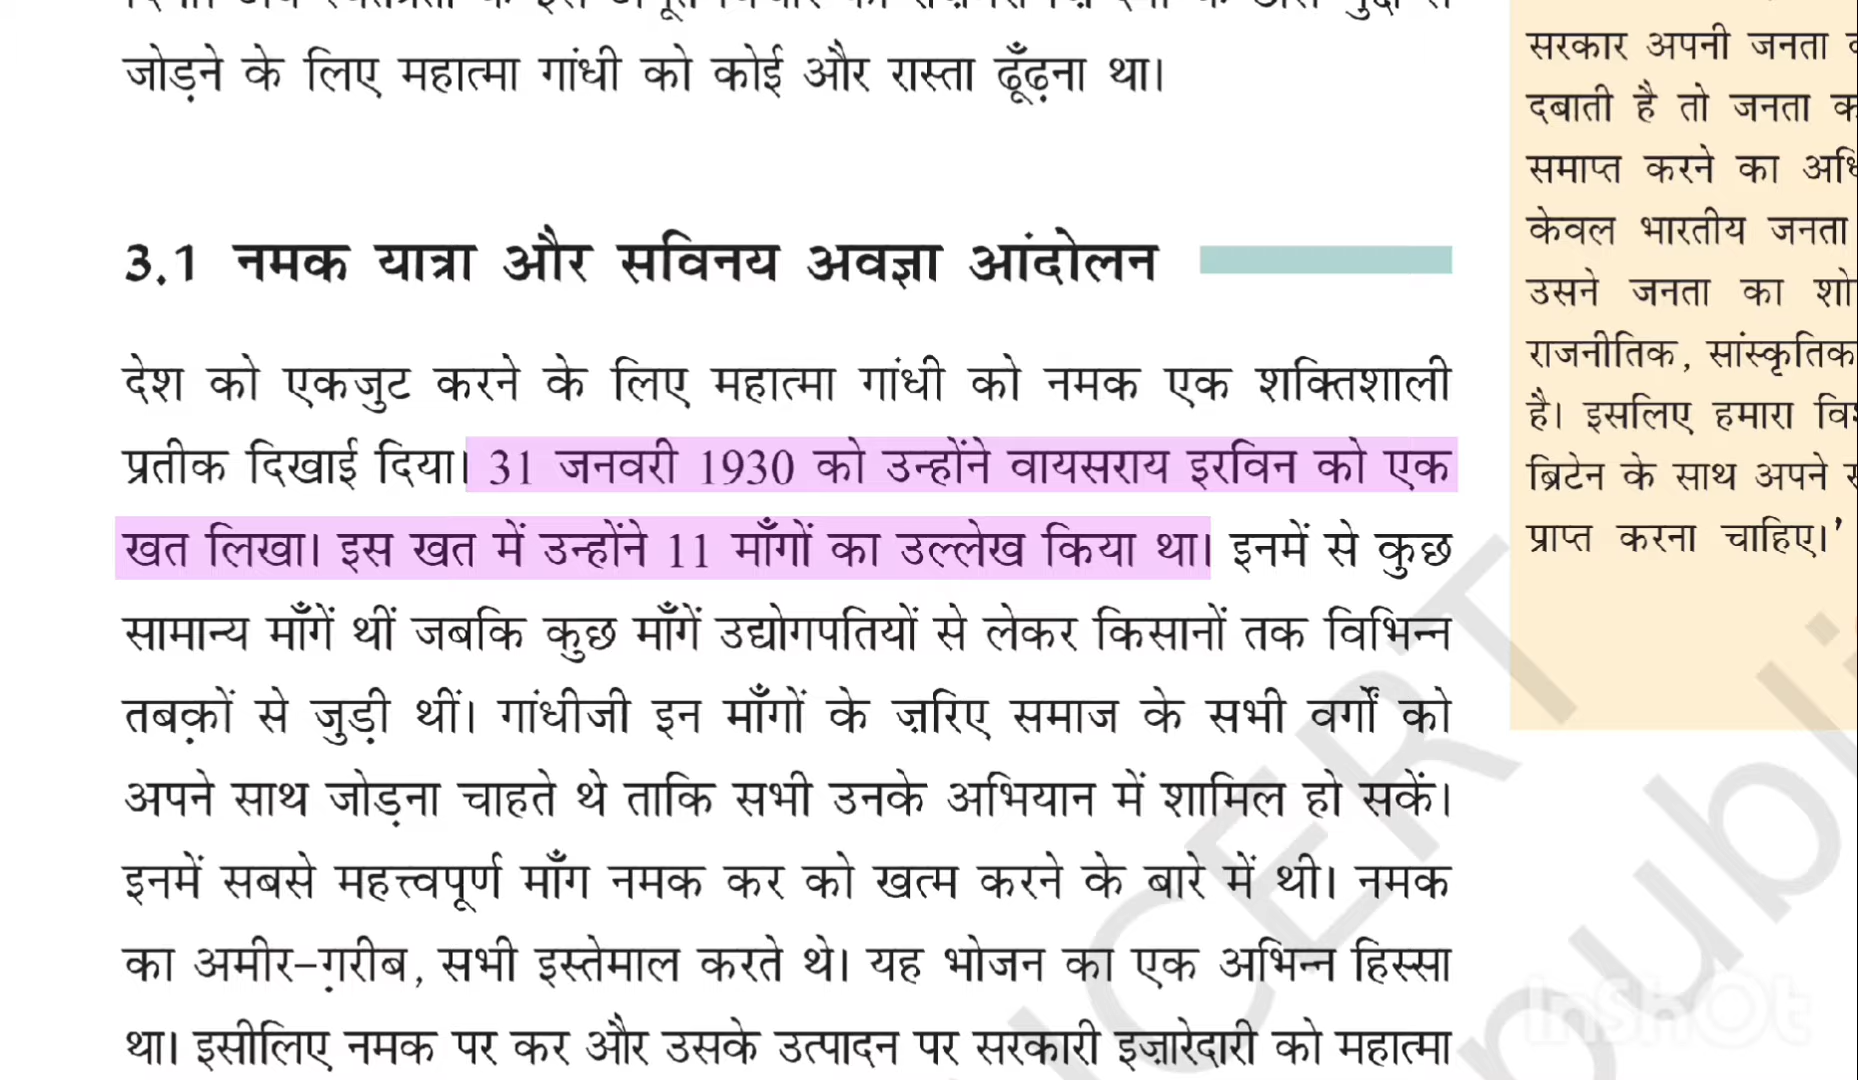 जोड़ने के लिए महात्मा गांधी को कोई और रास्ता ढूँढ़ना था।
3.1 नमक यात्रा और सविनय अवज्ञा आंदोलन
देश को एकजुट करने के लिए महात्मा गांधी को नमक एक शक्तिशाली
प्रतीक दिखाई दिया। 31 जनवरी 1930 को उन्होंने वायसराय इरविन को एक
खत लिखा। इस खत में उन्होंने 11 माँगों का उल्लेख किया था। इनमें से कुछ
सामान्य माँगें थीं जबकि कुछ माँगें उद्योगपतियों से लेकर किसानों तक विभिन्न
तबक़ों से जुड़ी थीं। गांधीजी इन माँगों के ज़रिए समाज के सभी वर्गों को
अपने साथ जोड़ना चाहते थे ताकि सभी उनके अभियान में शामिल हो सकें।
इनमें सबसे महत्त्वपूर्ण माँग नमक कर को खत्म करने के बारे में थी। नमक
का अमीर-ग़रीब, सभी इस्तेमाल करते थे। यह भोजन का एक अभिन्न हिस्सा
था। इसीलिए नमक पर कर और उसके उत्पादन पर सरकारी इज़ारेदारी को महात्मा
सरकार अपनी जनता
दबाती है तो जनता
समाप्त करने का
केवल भारतीय जनता
उसने जनता का
राजनीतिक, सांस्कृतिक
है। इसलिए हमारा
ब्रिटेन के साथ अपने
प्राप्त करना चाहिए।'
NCERT
InShOt